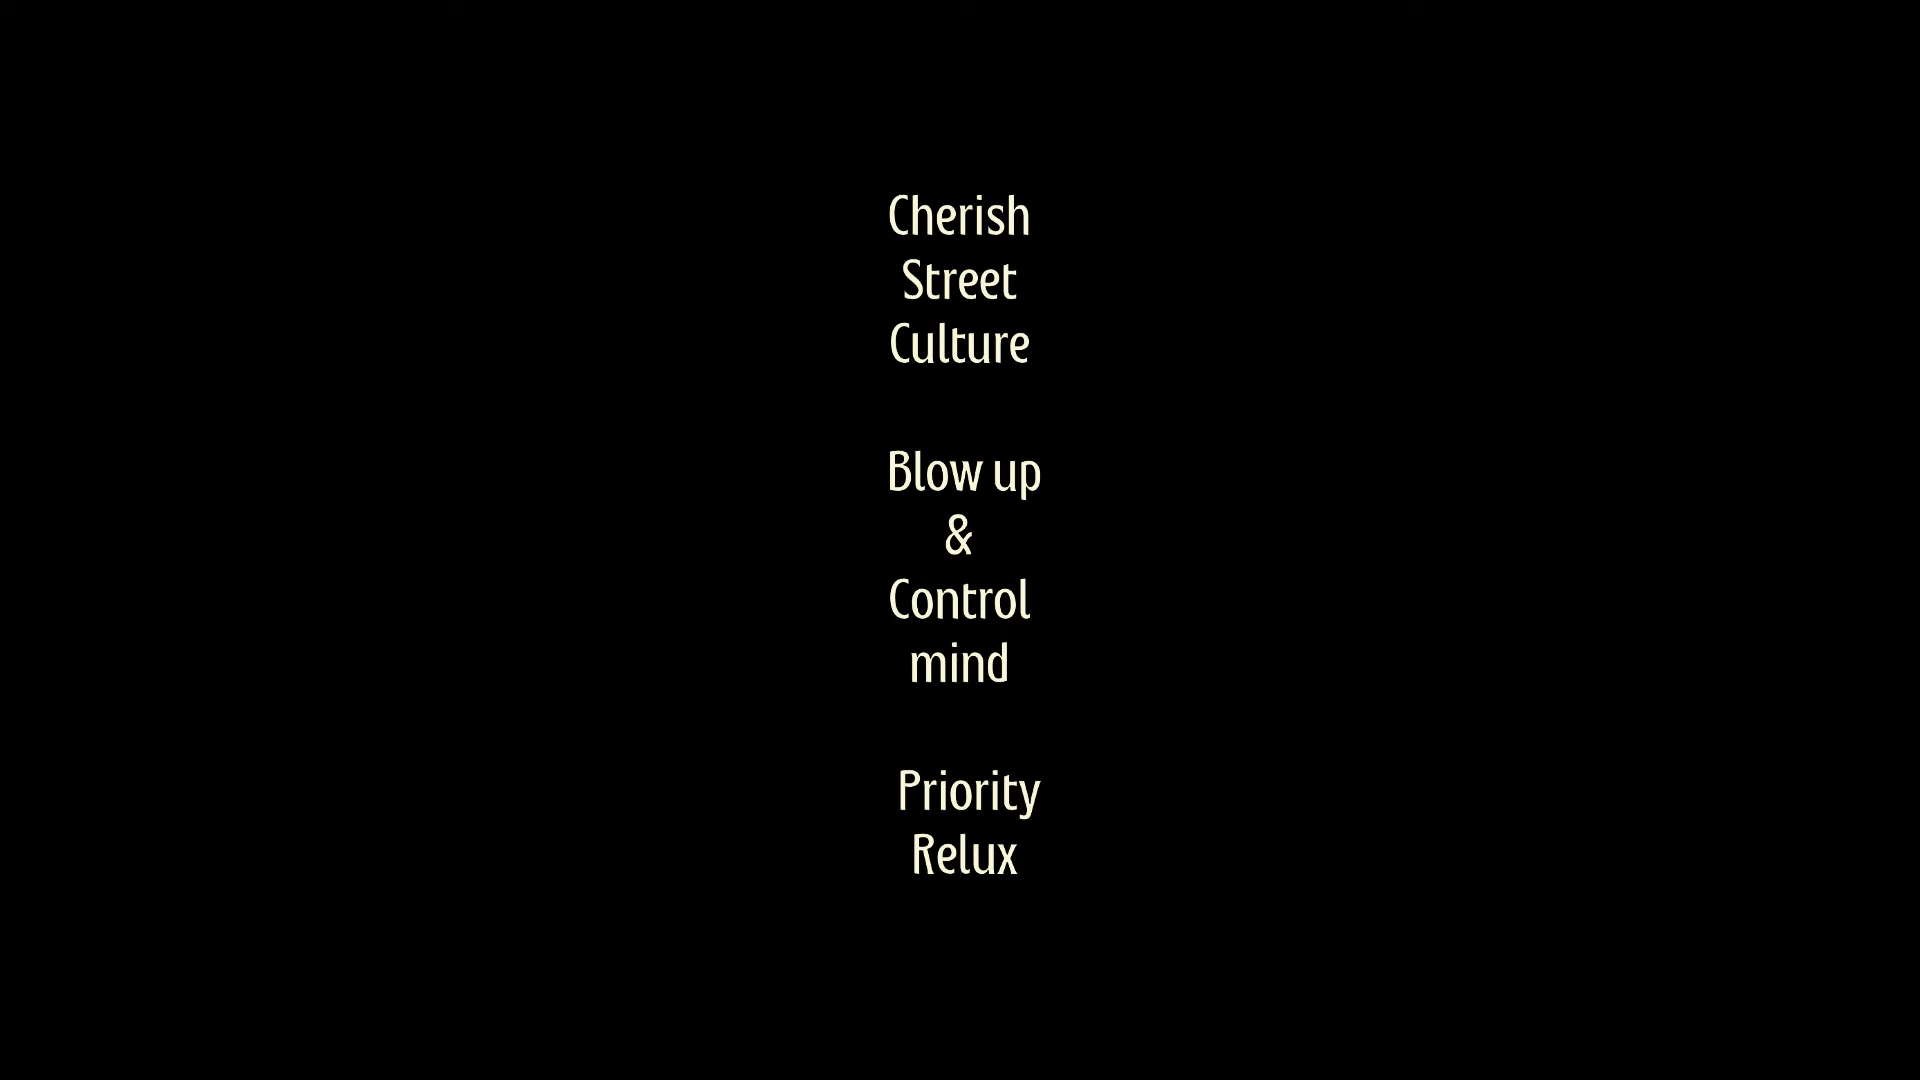 Cherish
Street
Culture
Blow up
&
Control
mind
Priority
Relux